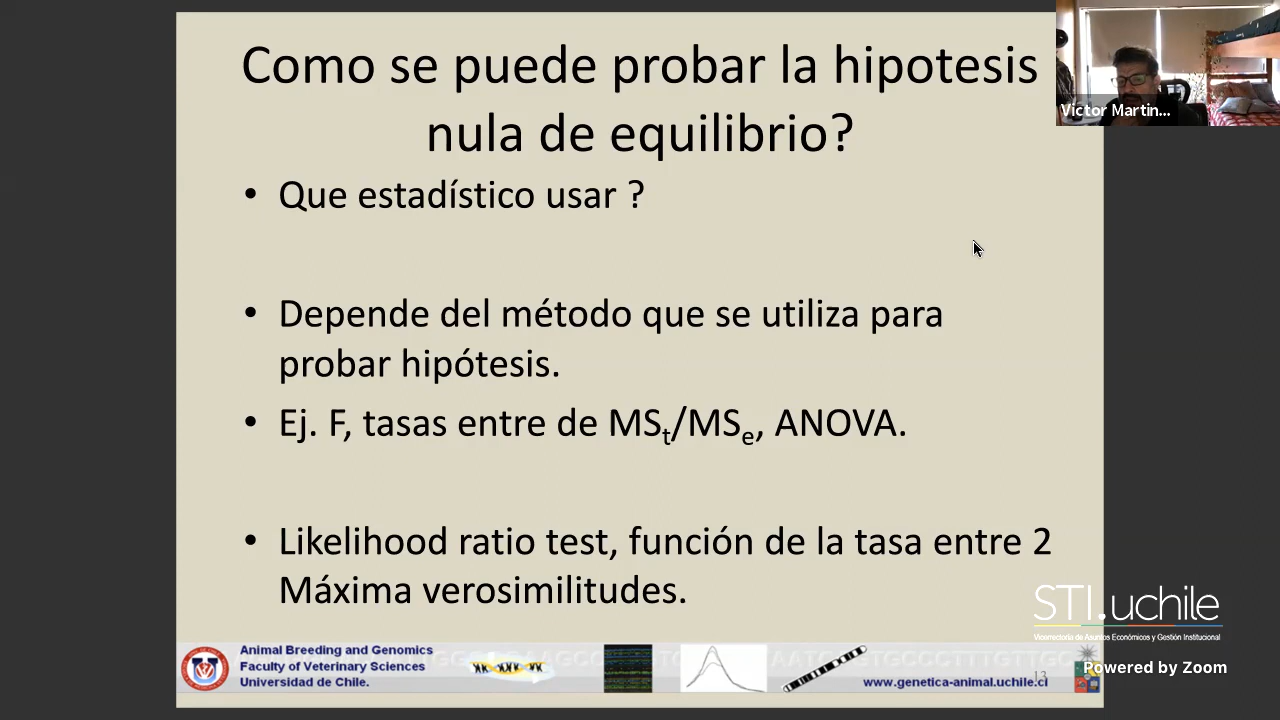 Como se puede probar la hipotesis
nula de equilibrio?
Victor Martin...
• Que estadístico usar ?
• Depende del método que se utiliza para
probar hipótesis.
• Ej. F, tasas entre de MSt/MSe, ANOVA.
• Likelihood ratio test, función de la tasa entre 2
Máxima verosimilitudes.
STI.uchile
Vicerrectoría de Asuntos Económicos y Gestión Institucional
Powered by Zoom
Animal Breeding and Genomics
Faculty of Veterinary Sciences
Universidad de Chile.
www.genetica-animal.uchile.cl
13